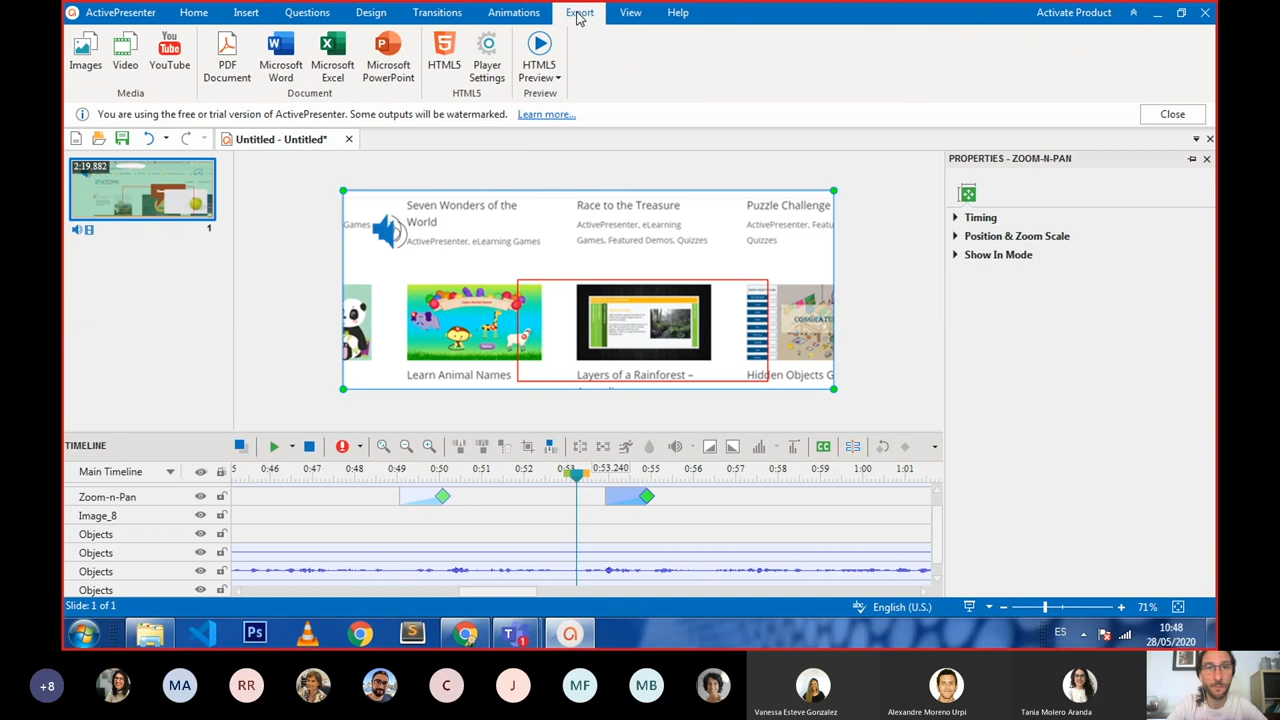 ActivePresenter Home Insert Questions Design Transitions Animations Export View Help Activate Product
Images Video You Tube YouTube PDF Document Microsoft Word Microsoft Excel Microsoft PowerPoint HTML5 Player Settings HTML5 Preview
Media Document HTML5 Preview
You are using the free or trial version of ActivePresenter. Some outputs will be watermarked. Learn more... Close
Untitled - Untitled*
PROPERTIES - ZOOM-N-PAN
2:19.882
1
Timing
Position & Zoom Scale
Show In Mode
Seven Wonders of the World
ActivePresenter, eLearning Games
Race to the Treasure
ActivePresenter, eLearning
Games, Featured Demos, Quizzes
Puzzle Challenge
ActivePresenter, Featu
Quizzes
Games
Learn Animal Names
Layers of a Rainforest –
Hidden Objects G
TIMELINE
Main Timeline
5 0:46 0:47 0:48 0:49 0:50 0:51 0:52 0:53 0:53.240 0:55 0:56 0:57 0:58 0:59 1:00 1:01
Zoom-n-Pan
Image_8
Objects
Objects
Objects
Objects
Slide: 1 of 1
English (U.S.)
71%
Ps
S
T
1
ES
10:48
28/05/2020
+8 MA RR C J MF MB
Vanessa Esteve Gonzalez
Alexandre Moreno Urpi
Tania Molero Aranda